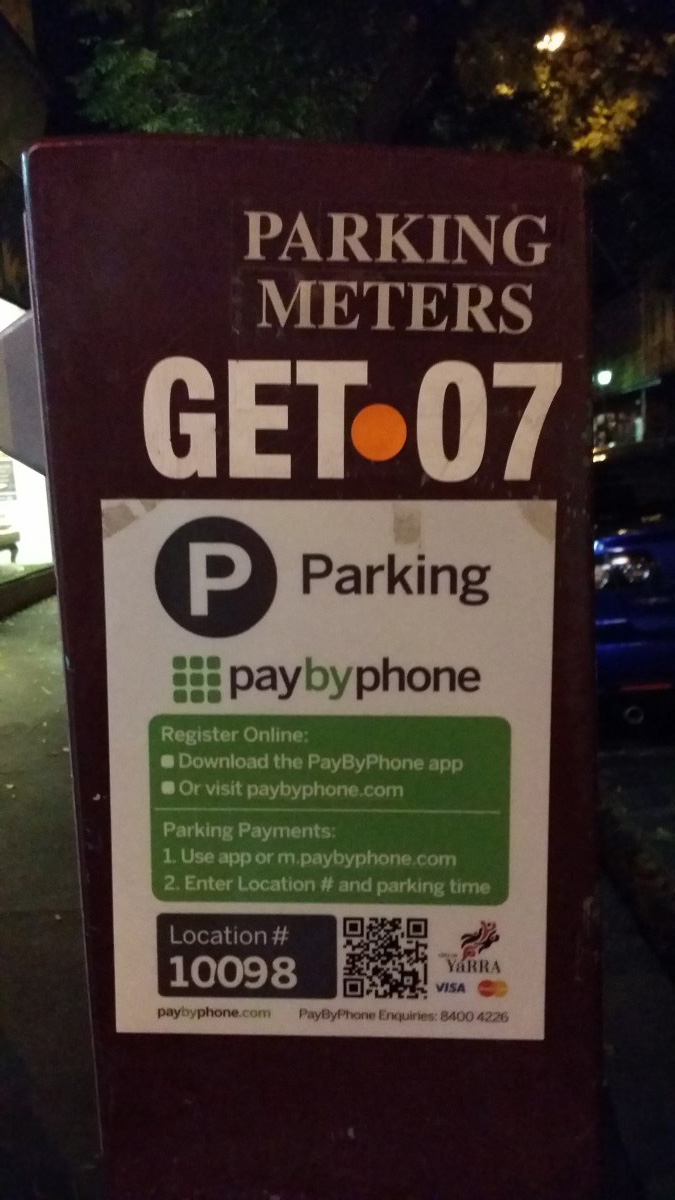 PARKING
METERS
GET•07
P Parking
paybyphone
Register Online:
Download the PayByPhone app
Or visit paybyphone.com
Parking Payments:
1. Use app or m.paybyphone.com
2. Enter Location # and parking time
Location #
10098
YaRRA
VISA
paybyphone.com PayByPhone Enquiries: 8400 4226